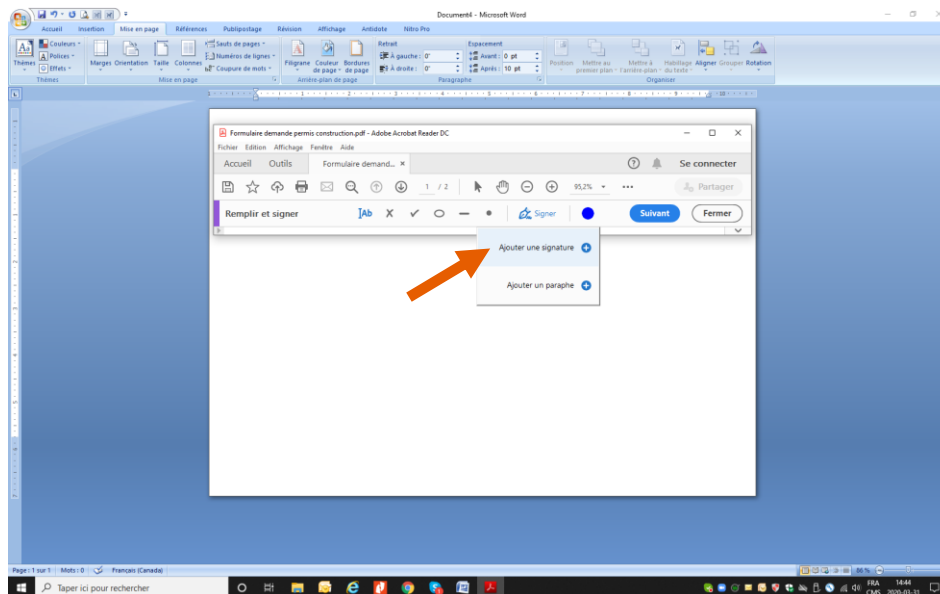 Document4 - Microsoft Word
Accueil Insertion Mise en page Références Publipostage Révision Affichage Antidote Nitro Pro
Couleurs
Polices
Effets
Thèmes
Thèmes
Marges Orientation Taille Colonnes
Sauts de pages
Numéros de lignes
Coupure de mots
Mise en page
Filigrane Couleur de page Bordures de page
Arrière-plan de page
Retrait
À gauche : 0"
À droite : 0"
Espacement
Avant : 0 pt
Après : 10 pt
Paragraphe
Position Mettre au premier plan Mettre à l'arrière-plan Habillage du texte Aligner Grouper Rotation
Organiser
Formulaire demande permis construction.pdf - Adobe Acrobat Reader DC
Fichier Edition Affichage Fenêtre Aide
Accueil Outils Formulaire demand... × Se connecter
1 / 2 95,2% Partager
Remplir et signer Ab Signer Suivant Fermer
Ajouter une signature
Ajouter un paraphe
Page : 1 sur 1 Mots : 0 Français (Canada) 86 %
Taper ici pour rechercher
FRA 14:44
CMS 2020-03-31